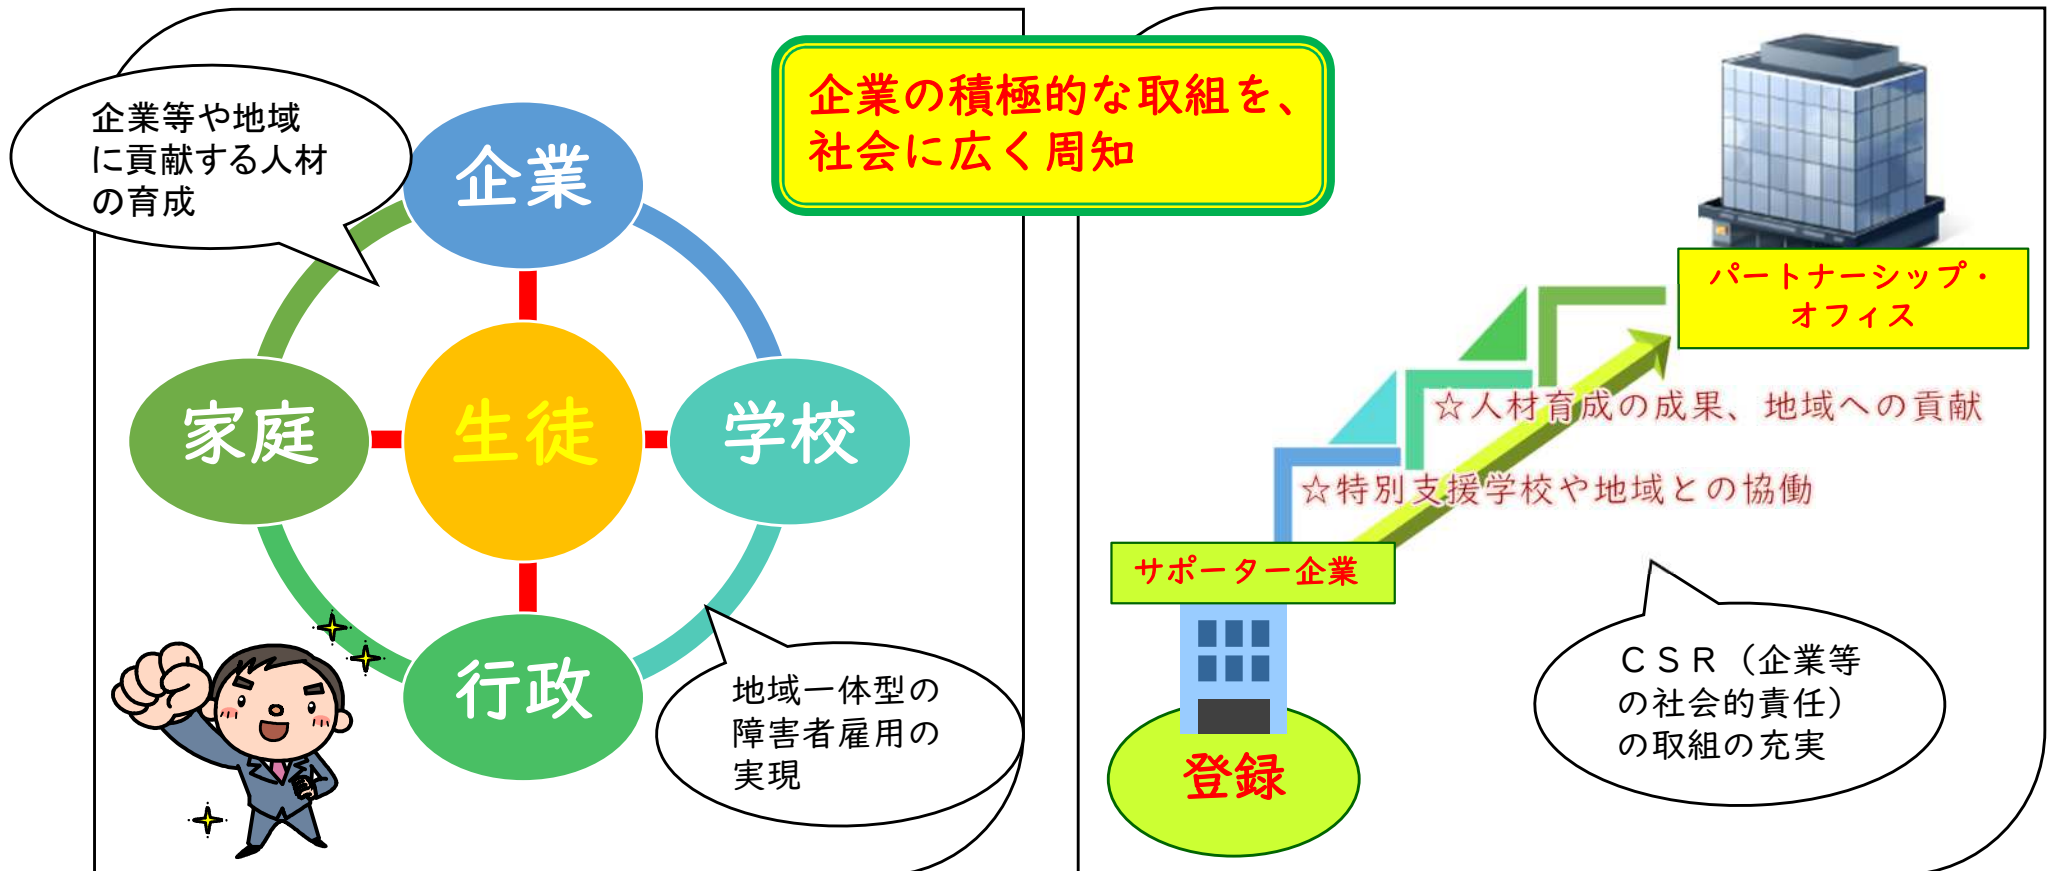 企業の積極的な取組を、
社会に広く周知
企業等や地域
に貢献する人材
の育成
企業
家庭
生徒
学校
行政
地域一体型の
障害者雇用の
実現
パートナーシップ・
オフィス
☆人材育成の成果、地域への貢献
☆特別支援学校や地域との協働
サポーター企業
登録
ＣＳＲ（企業等
の社会的責任）
の取組の充実